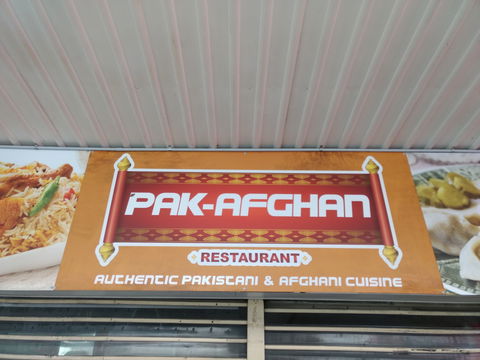 PAK-AFGHAN
RESTAURANT
AUTHENTIC PAKISTANI & AFGHANI CUISINE